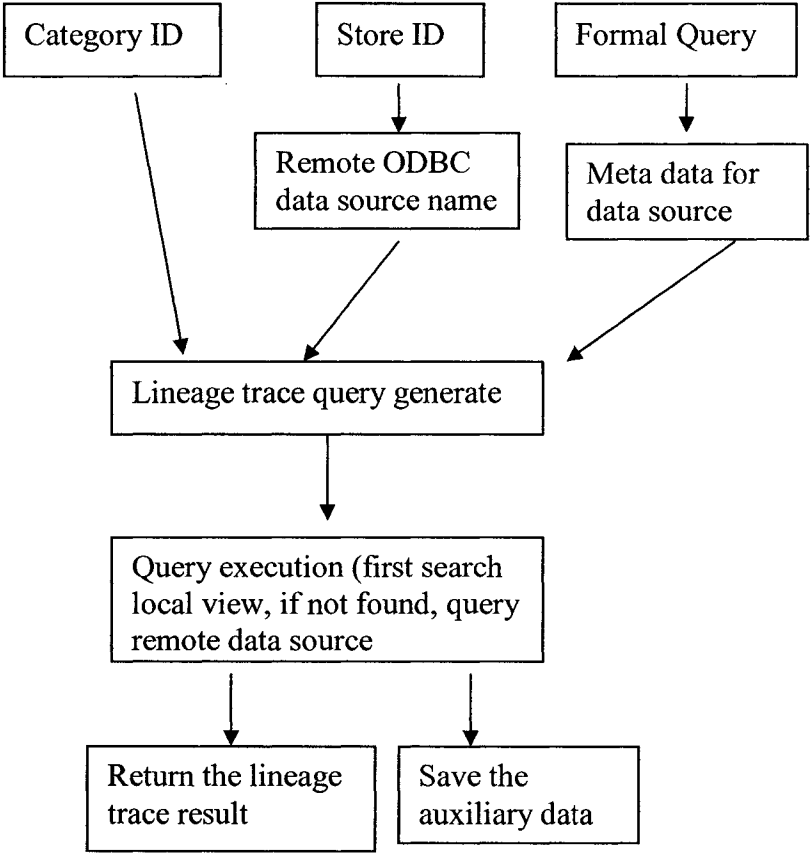 Category ID
Store ID
Formal Query
Remote ODBC
data source name
Meta data for
data source
Lineage trace query generate
Query execution (first search
local view, if not found, query
remote data source
Return the lineage
trace result
Save the
auxiliary data